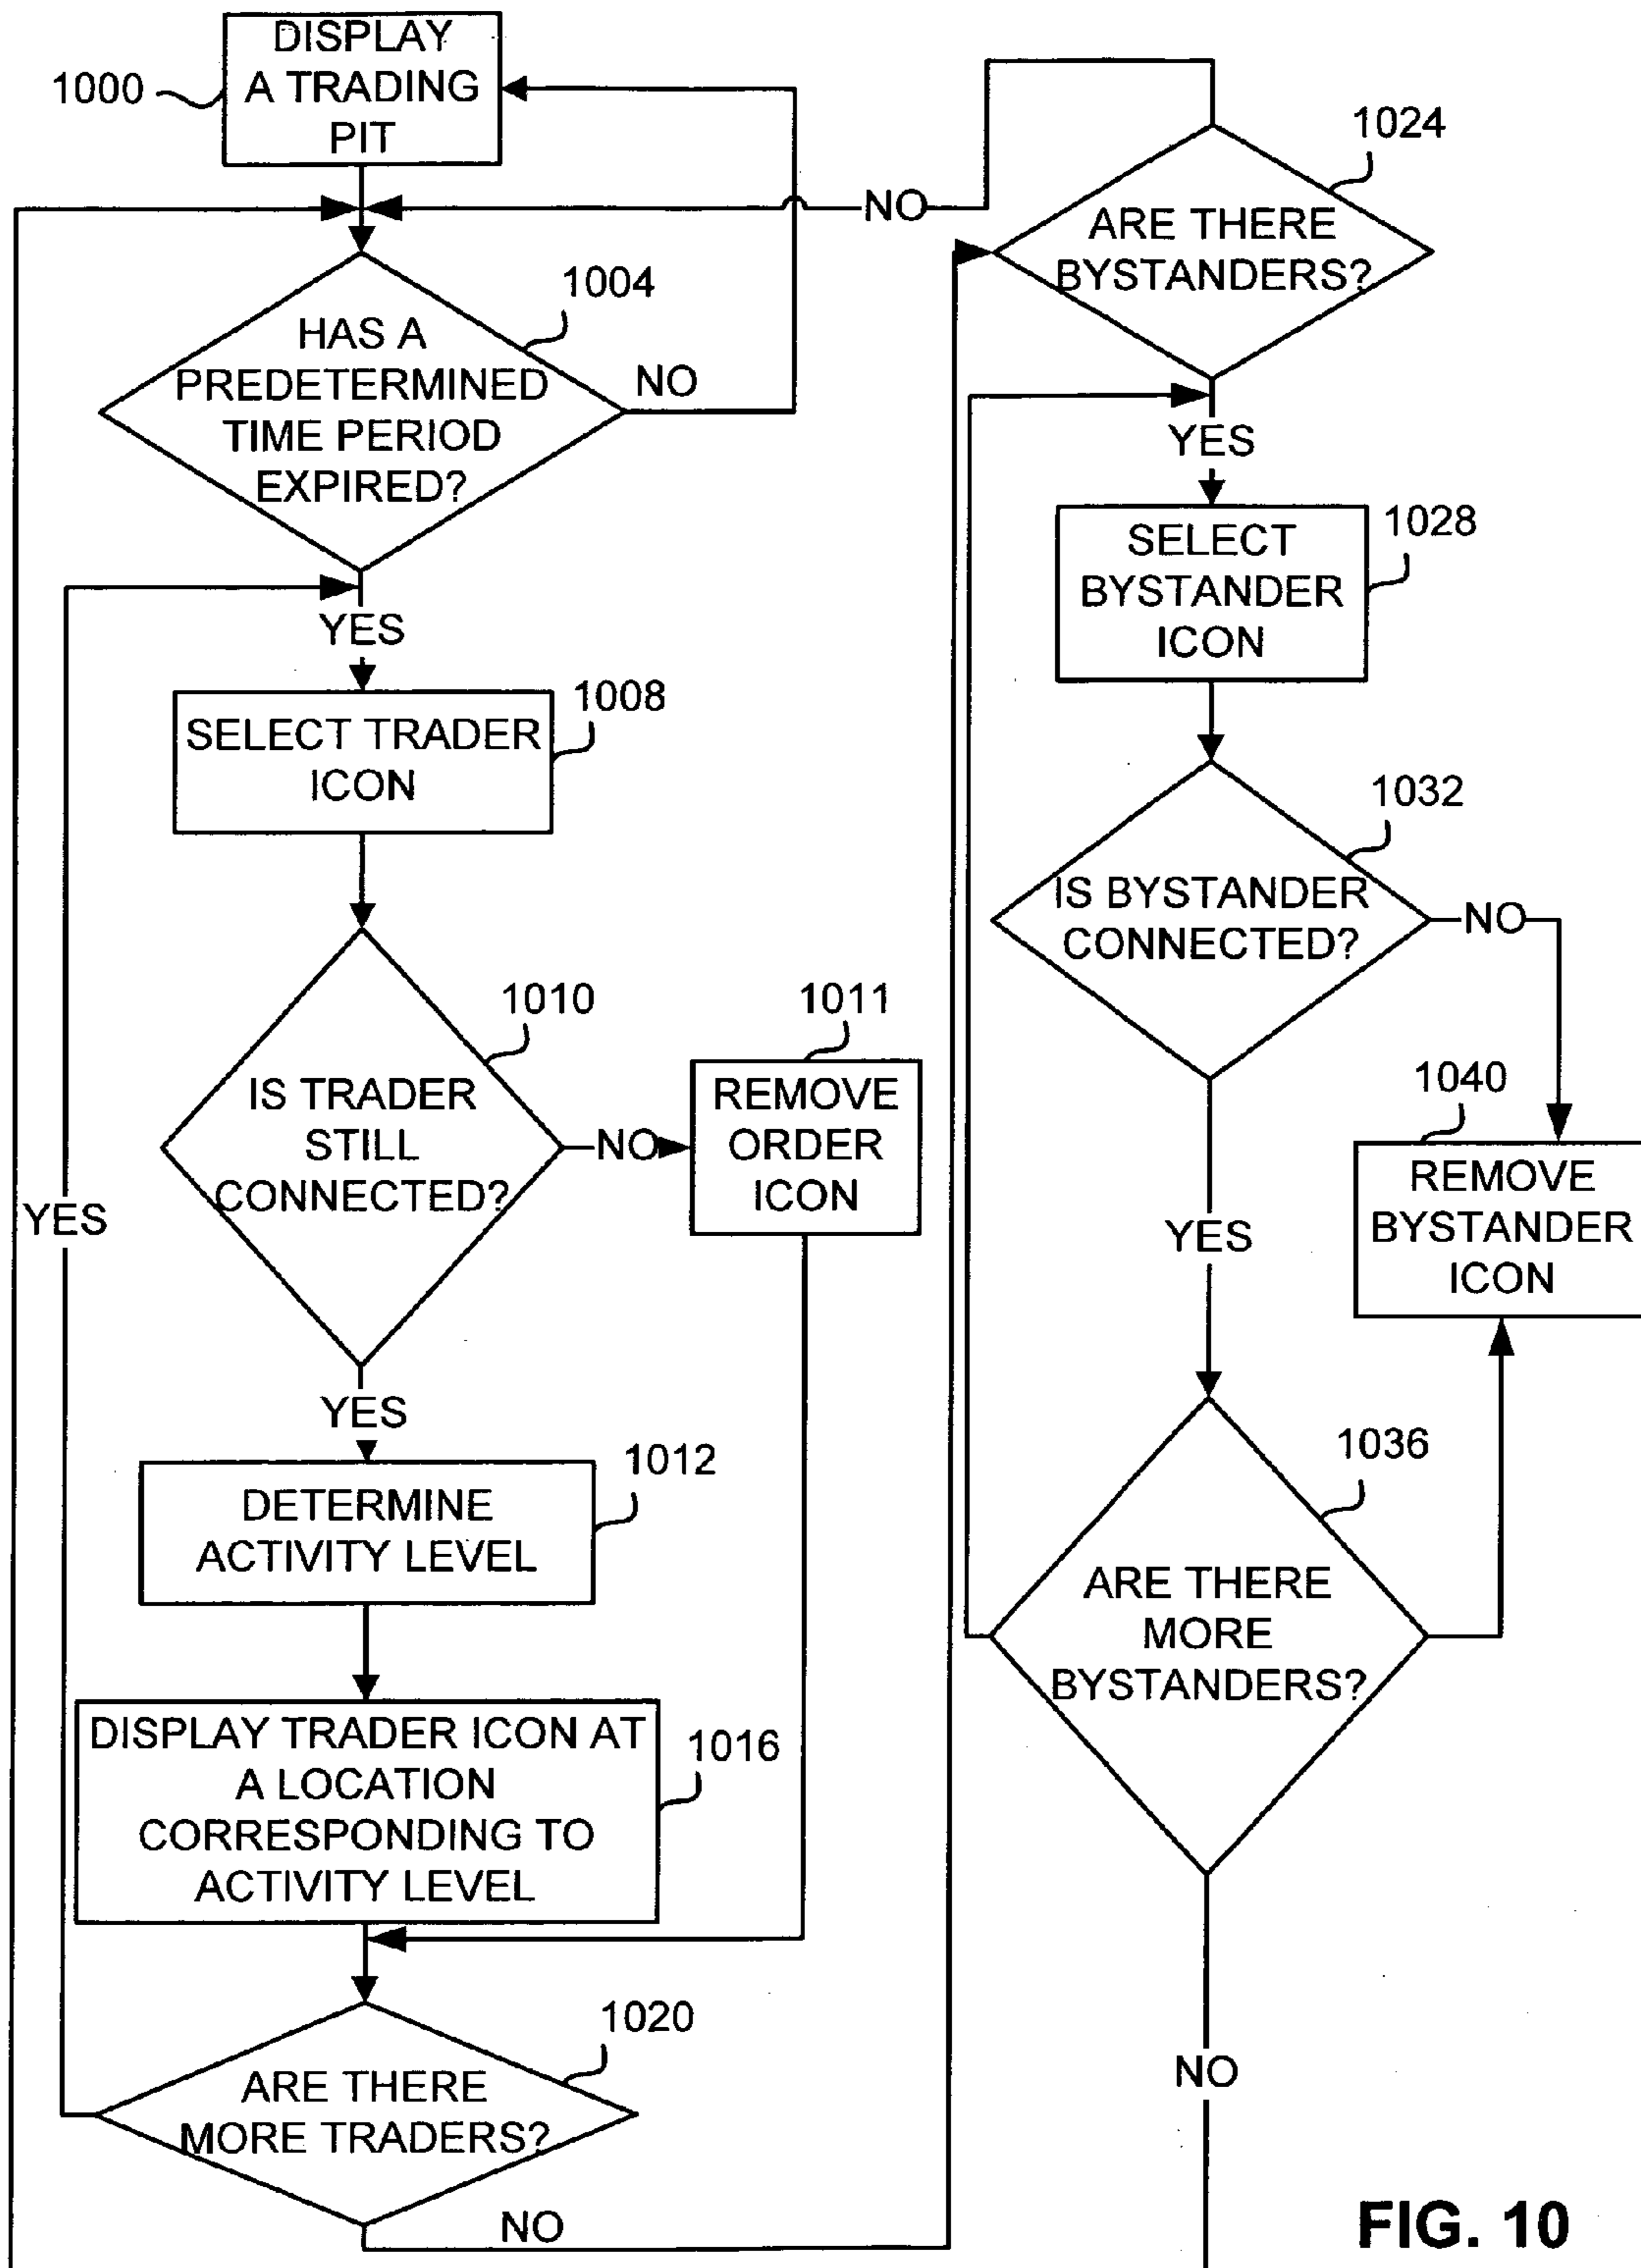 DISPLAY
A TRADING
PIT
1000
HAS A
PREDETERMINED
TIME PERIOD
EXPIRED?
1004
NO
YES
SELECT TRADER
ICON
1008
IS TRADER
STILL
CONNECTED?
1010
NO
REMOVE
ORDER
ICON
1011
YES
DETERMINE
ACTIVITY LEVEL
1012
DISPLAY TRADER ICON AT
A LOCATION
CORRESPONDING TO
ACTIVITY LEVEL
1016
ARE THERE
MORE TRADERS?
1020
YES
NO
ARE THERE
BYSTANDERS?
1024
NO
YES
SELECT
BYSTANDER
ICON
1028
IS BYSTANDER
CONNECTED?
1032
NO
YES
REMOVE
BYSTANDER
ICON
1040
ARE THERE
MORE
BYSTANDERS?
1036
NO
FIG. 10